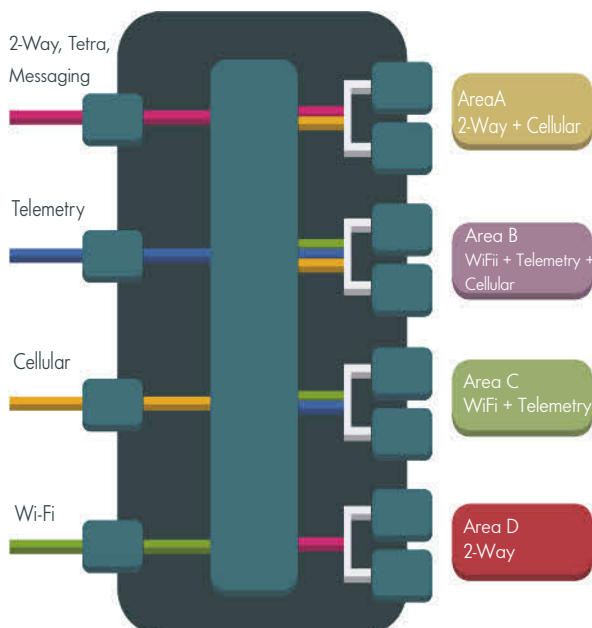 2-Way, Tetra,
Messaging
AreaA
2-Way + Cellular
Telemetry
Area B
WiFii + Telemetry +
Cellular
Cellular
Area C
WiFi + Telemetry
Wi-Fi
Area D
2-Way